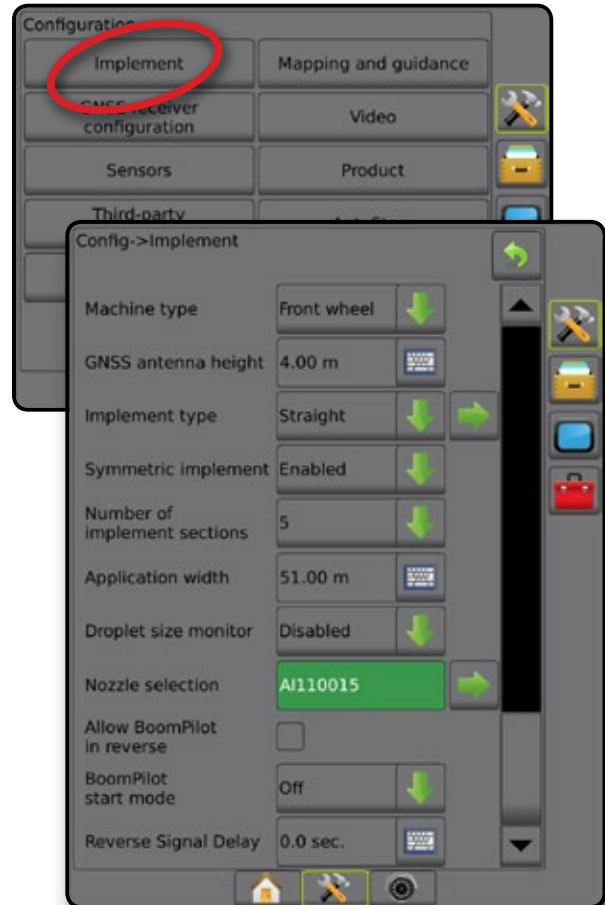 Configuration
Implement
Mapping and guidance
GNSS receiver
configuration
Video
Sensors
Product
Third-party
Config->Implement
Machine type
Front wheel
GNSS antenna height
4.00 m
Implement type
Straight
Symmetric implement
Enabled
Number of
implement sections
5
Application width
51.00 m
Droplet size monitor
Disabled
Nozzle selection
AI110015
Allow BoomPilot
in reverse
BoomPilot
start mode
Off
Reverse Signal Delay
0.0 sec.